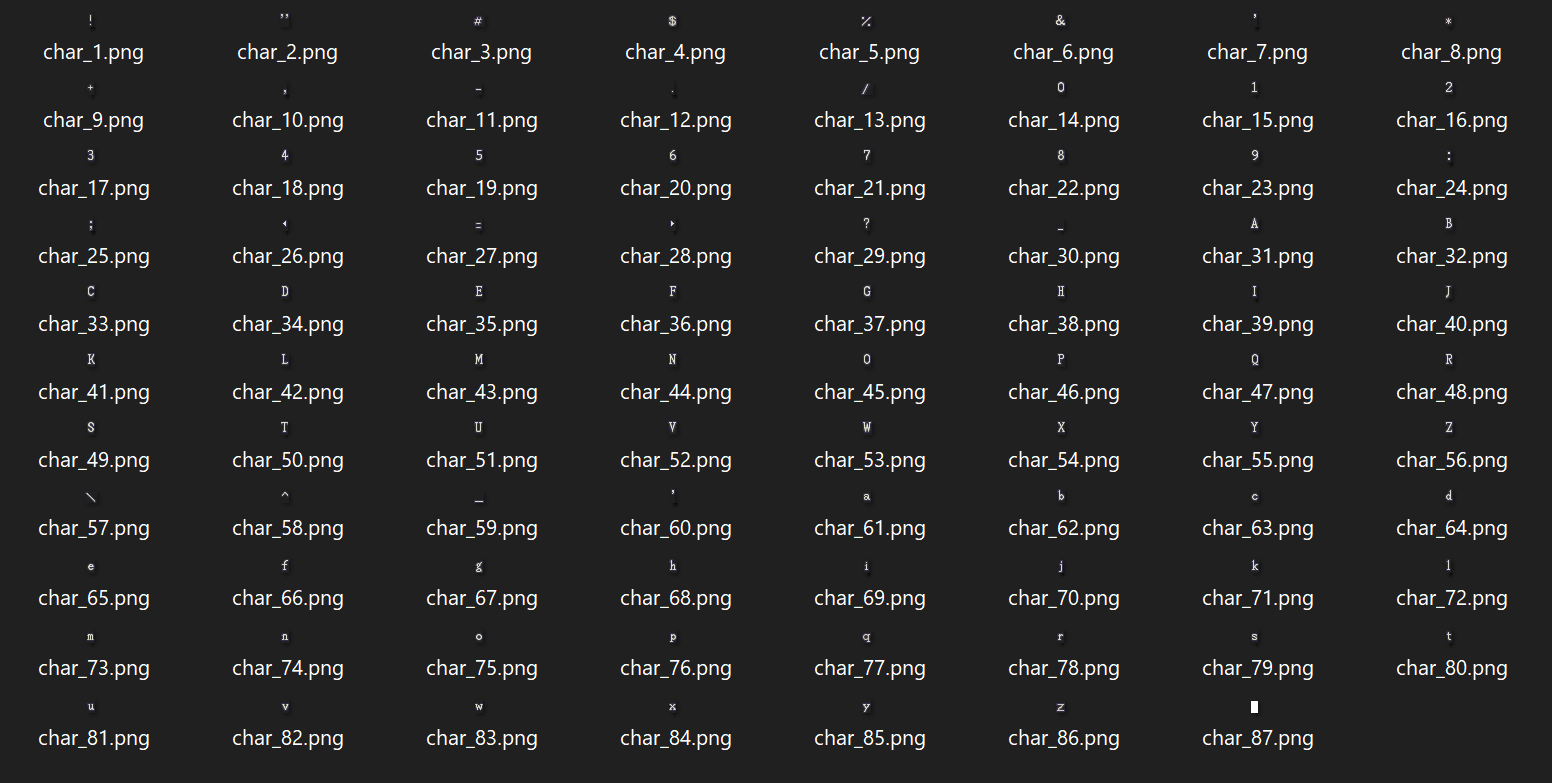 ! " # $ % & ' *
char_1.png char_2.png char_3.png char_4.png char_5.png char_6.png char_7.png char_8.png
+ , - . / 0 1 2
char_9.png char_10.png char_11.png char_12.png char_13.png char_14.png char_15.png char_16.png
3 4 5 6 7 8 9 :
char_17.png char_18.png char_19.png char_20.png char_21.png char_22.png char_23.png char_24.png
; ‹ = › ? _ A B
char_25.png char_26.png char_27.png char_28.png char_29.png char_30.png char_31.png char_32.png
C D E F G H I J
char_33.png char_34.png char_35.png char_36.png char_37.png char_38.png char_39.png char_40.png
K L M N O P Q R
char_41.png char_42.png char_43.png char_44.png char_45.png char_46.png char_47.png char_48.png
S T U V W X Y Z
char_49.png char_50.png char_51.png char_52.png char_53.png char_54.png char_55.png char_56.png
\ ^ _ ' a b c d
char_57.png char_58.png char_59.png char_60.png char_61.png char_62.png char_63.png char_64.png
e f g h i j k l
char_65.png char_66.png char_67.png char_68.png char_69.png char_70.png char_71.png char_72.png
m n o p q r s t
char_73.png char_74.png char_75.png char_76.png char_77.png char_78.png char_79.png char_80.png
u v w x y z
char_81.png char_82.png char_83.png char_84.png char_85.png char_86.png char_87.png